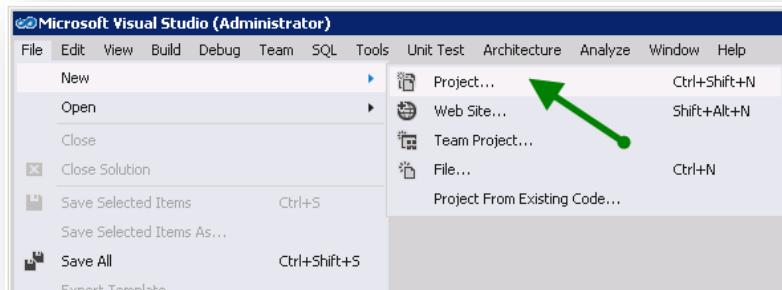 Microsoft Visual Studio (Administrator)
File Edit View Build Debug Team SQL Tools Unit Test Architecture Analyze Window Help
New
Project... Ctrl+Shift+N
Open
Web Site... Shift+Alt+N
Close
Team Project...
Close Solution
File... Ctrl+N
Save Selected Items Ctrl+S
Project From Existing Code...
Save Selected Items As...
Save All Ctrl+Shift+S
Export Template